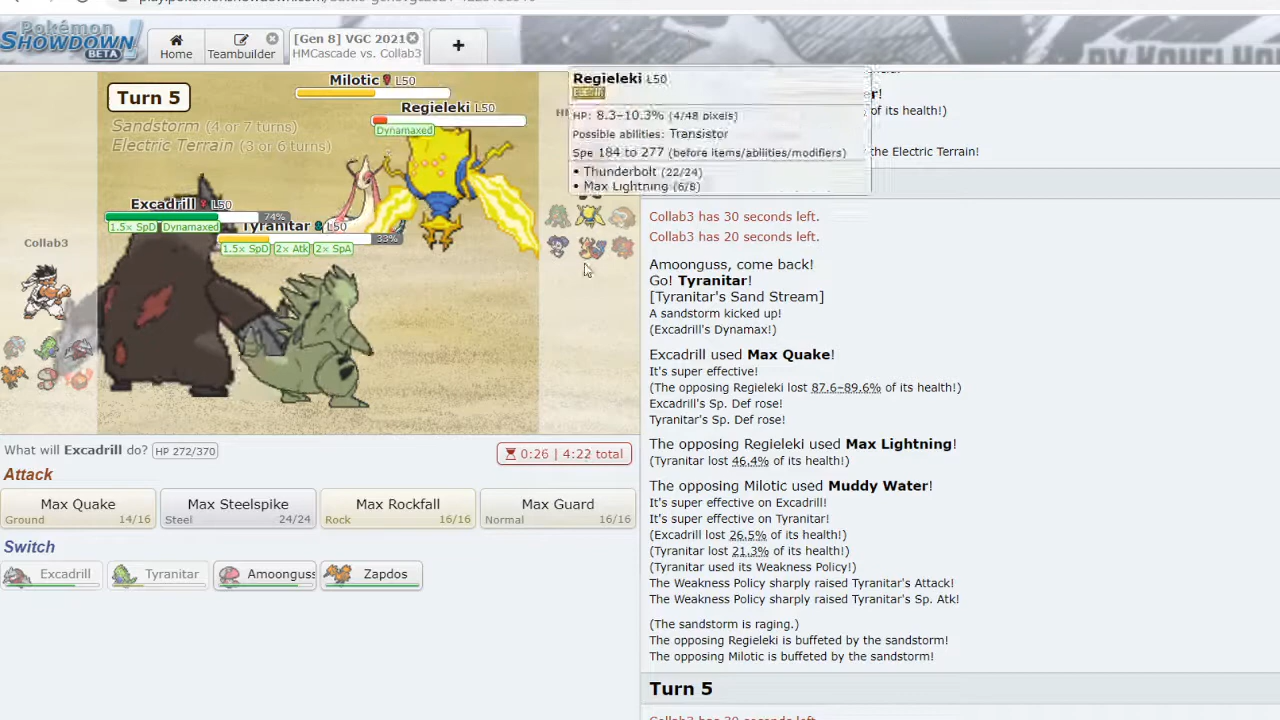 Pokémon
SHOWDOWN
BETA
Home
Teambuilder
[Gen 8] VGC 2021
HMCascade vs. Collab3
+
Turn 5
Sandstorm (4 or 7 turns)
Electric Terrain (3 or 6 turns)
Milotic L50
Regieleki L50
Dynamaxed
Excadrill L50
74%
1.5x SpD Dynamaxed
Tyranitar L50
33%
1.5x SpD 2x Atk 2x SpA
Collab3
Regieleki L50
HP: 8.3–10.3% (4/48 pixels)
Possible abilities: Transistor
Spe 184 to 277 (before items/abilities/modifiers)
• Thunderbolt (22/24)
• Max Lightning (6/8)
of its health!)
the Electric Terrain!
Collab3 has 30 seconds left.
Collab3 has 20 seconds left.
Amoonguss, come back!
Go! Tyranitar!
[Tyranitar's Sand Stream]
A sandstorm kicked up!
(Excadrill's Dynamax!)
Excadrill used Max Quake!
It's super effective!
(The opposing Regieleki lost 87.6–89.6% of its health!)
Excadrill's Sp. Def rose!
Tyranitar's Sp. Def rose!
The opposing Regieleki used Max Lightning!
(Tyranitar lost 46.4% of its health!)
The opposing Milotic used Muddy Water!
It's super effective on Excadrill!
It's super effective on Tyranitar!
(Excadrill lost 26.5% of its health!)
(Tyranitar lost 21.3% of its health!)
(Tyranitar used its Weakness Policy!)
The Weakness Policy sharply raised Tyranitar's Attack!
The Weakness Policy sharply raised Tyranitar's Sp. Atk!
(The sandstorm is raging.)
The opposing Regieleki is buffeted by the sandstorm!
The opposing Milotic is buffeted by the sandstorm!
Turn 5
What will Excadrill do? HP 272/370
0:26 | 4:22 total
Attack
Max Quake
Ground 14/16
Max Steelspike
Steel 24/24
Max Rockfall
Rock 16/16
Max Guard
Normal 16/16
Switch
Excadrill
Tyranitar
Amoonguss
Zapdos